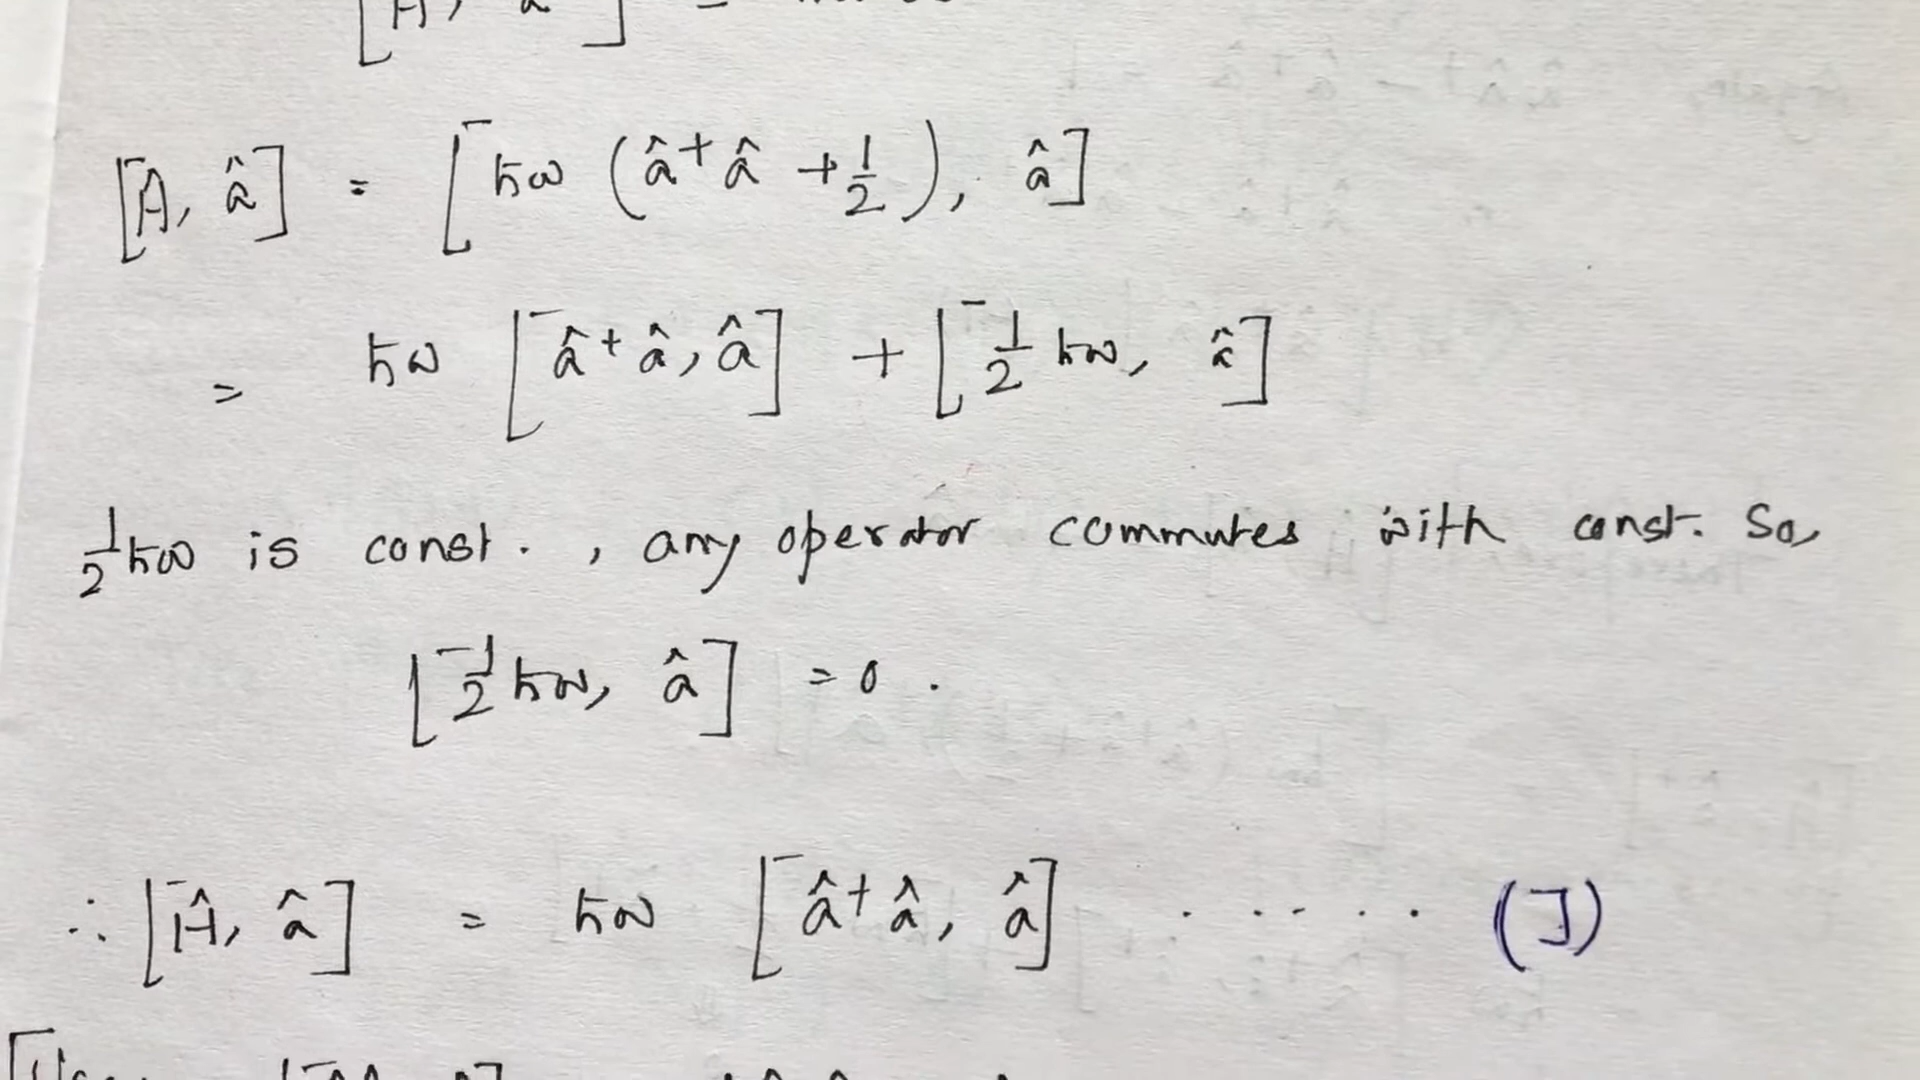 [Ĥ, â] = [ħω (â⁺ â + 1/2), â]
= ħω [â⁺ â, â] + [1/2 ħω, â]
1/2 ħω is const. , any operator commutes with const. So,
[1/2 ħω, â] = 0 .
∴ [Ĥ, â] = ħω [â⁺ â, â] . . . . . (J)